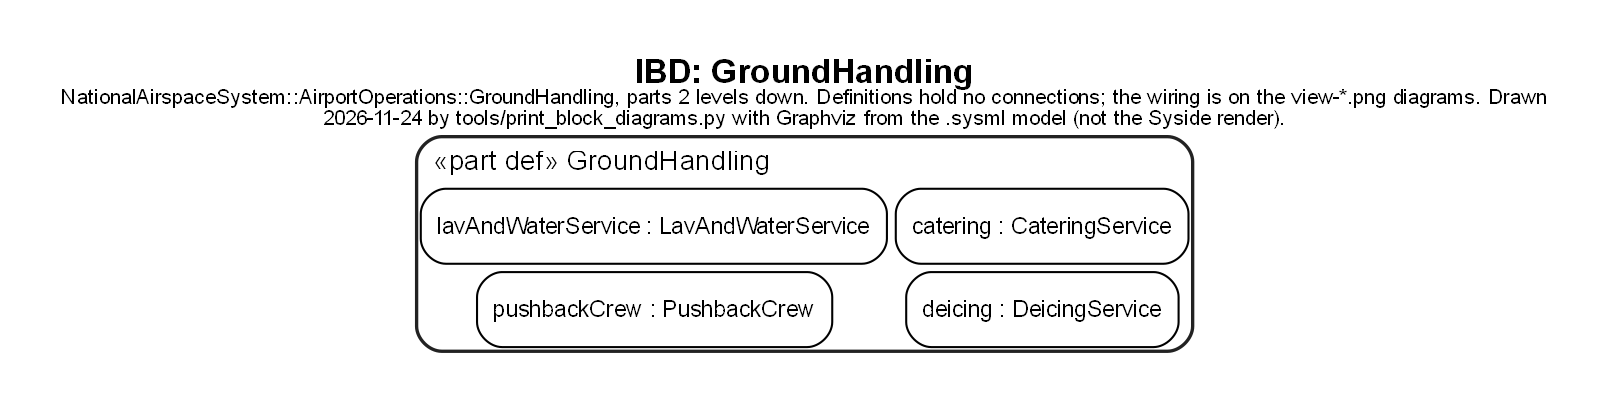 IBD: GroundHandling
NationalAirspaceSystem::AirportOperations::GroundHandling, parts 2 levels down. Definitions hold no connections; the wiring is on the view-*.png diagrams. Drawn
2026-11-24 by tools/print_block_diagrams.py with Graphviz from the .sysml model (not the Syside render).
«part def» GroundHandling
lavAndWaterService : LavAndWaterService
catering : CateringService
pushbackCrew : PushbackCrew
deicing : DeicingService